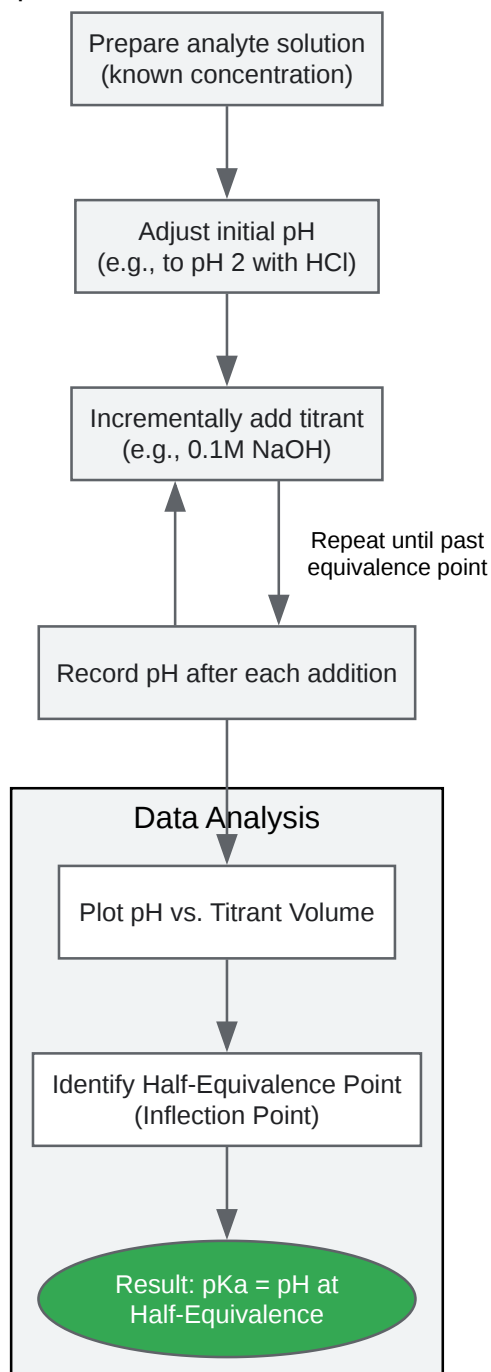 Prepare analyte solution
(known concentration)
Adjust initial pH
(e.g., to pH 2 with HCl)
Incrementally add titrant
(e.g., 0.1M NaOH)
Repeat until past
equivalence point
Record pH after each addition
Data Analysis
Plot pH vs. Titrant Volume
Identify Half-Equivalence Point
(Inflection Point)
Result: pKa = pH at
Half-Equivalence